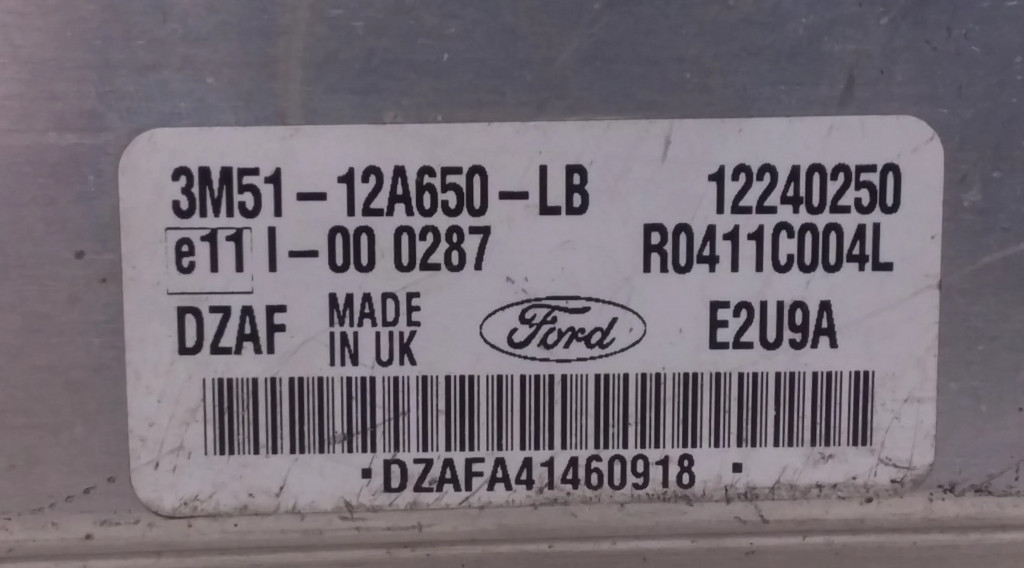 3M51-12A650-LB 12240250
e11 I-00 0287 R0411C004L
DZAF MADE IN UK Ford E2U9A
·DZAFA41460918·